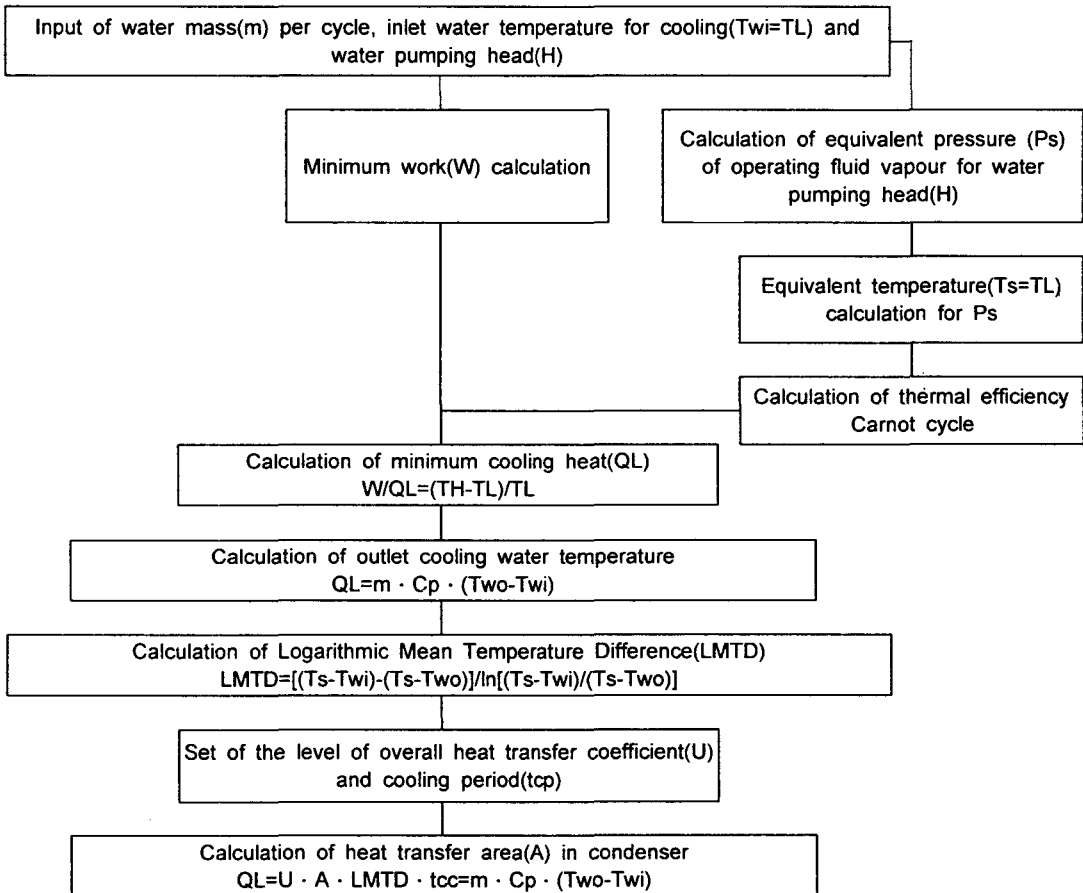 Input of water mass(m) per cycle, inlet water temperature for cooling(Twi=TL) and
water pumping head(H)
Minimum work(W) calculation
Calculation of equivalent pressure (Ps)
of operating fluid vapour for water
pumping head(H)
Equivalent temperature(Ts=TL)
calculation for Ps
Calculation of thermal efficiency
Carnot cycle
Calculation of minimum cooling heat(QL)
W/QL=(TH-TL)/TL
Calculation of outlet cooling water temperature
QL=m · Cp · (Two-Twi)
Calculation of Logarithmic Mean Temperature Difference(LMTD)
LMTD=[(Ts-Twi)-(Ts-Two)]/ln[(Ts-Twi)/(Ts-Two)]
Set of the level of overall heat transfer coefficient(U)
and cooling period(tcp)
Calculation of heat transfer area(A) in condenser
QL=U · A · LMTD · tcc=m · Cp · (Two-Twi)